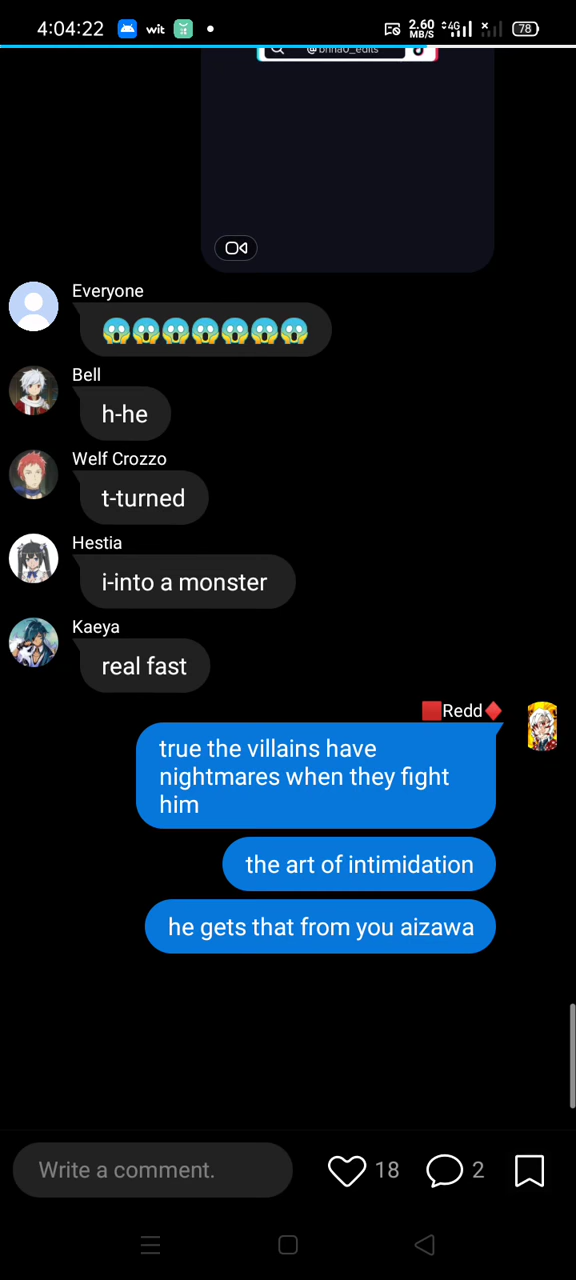 4:04:22 wit 2.60 MB/S 4G 78
@bnha0_edits
Everyone
😱😱😱😱😱😱😱
Bell
h-he
Welf Crozzo
t-turned
Hestia
i-into a monster
Kaeya
real fast
🟥Redd♦️
true the villains have
nightmares when they fight
him
the art of intimidation
he gets that from you aizawa
Write a comment.
18
2